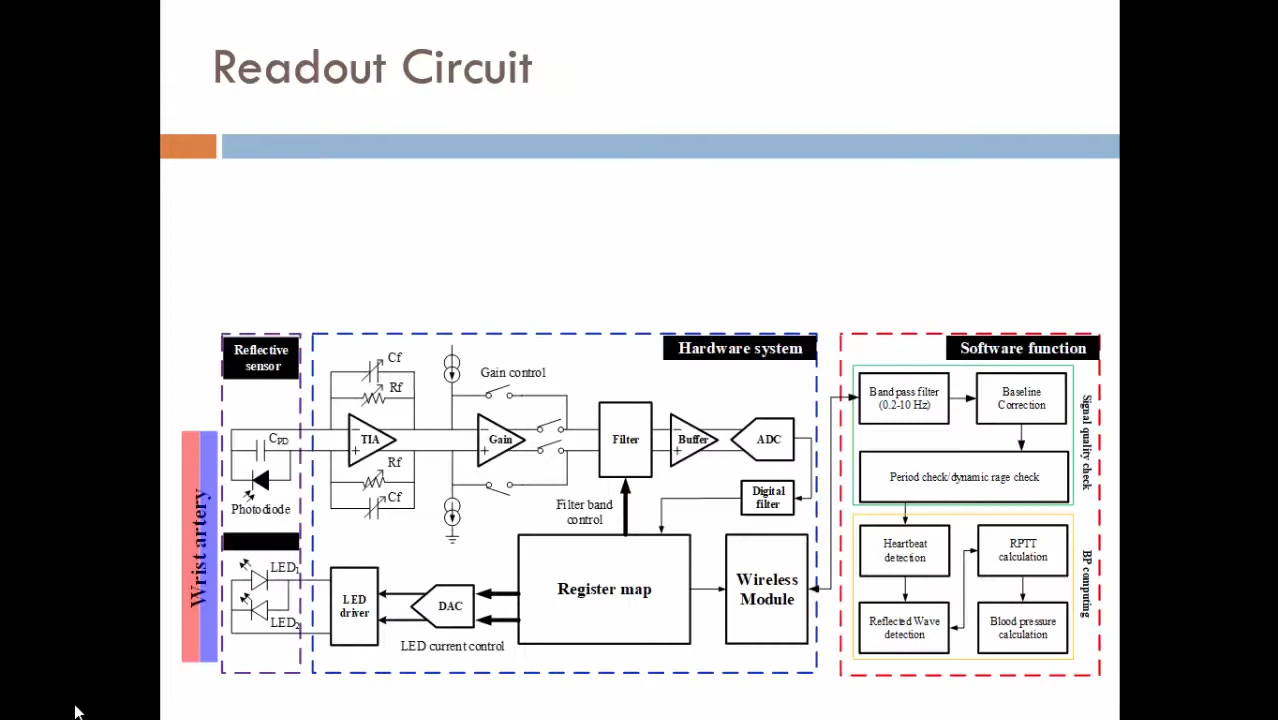 Readout Circuit
Reflective
sensor
Hardware system
Software function
Cf
Rf
Gain control
C_PD
TIA
Gain
Filter
Buffer
ADC
Photodiode
Rf
Cf
Filter band
control
Digital
filter
Wrist artery
LED1
LED2
LED
driver
DAC
LED current control
Register map
Wireless
Module
Band pass filter
(0.2-10 Hz)
Baseline
Correction
Period check/dynamic rage check
Signal quality check
Heartbeat
detection
RPTT
calculation
Reflected Wave
detection
Blood pressure
calculation
BP computing